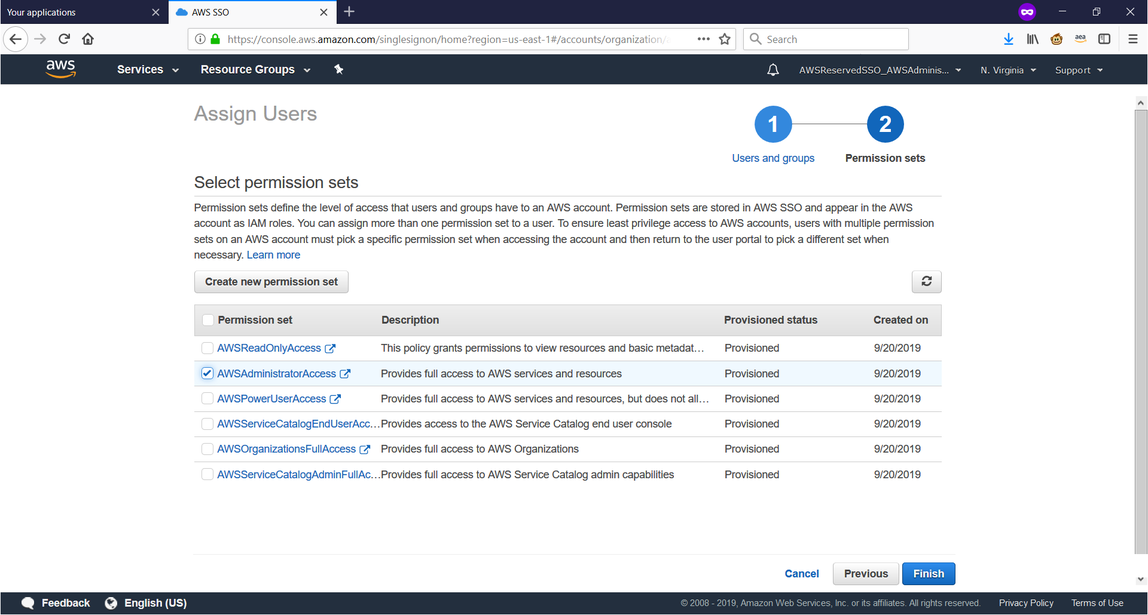 Your applications
AWS SSO
https://console.aws.amazon.com/singlesignon/home?region=us-east-1#/accounts/organization/
Search
aws
Services
Resource Groups
AWSReservedSSO_AWSAdminis...
N. Virginia
Support
Assign Users
1
2
Users and groups
Permission sets
Select permission sets
Permission sets define the level of access that users and groups have to an AWS account. Permission sets are stored in AWS SSO and appear in the AWS
account as IAM roles. You can assign more than one permission set to a user. To ensure least privilege access to AWS accounts, users with multiple permission
sets on an AWS account must pick a specific permission set when accessing the account and then return to the user portal to pick a different set when
necessary. Learn more
Create new permission set
Permission set Description Provisioned status Created on
AWSReadOnlyAccess This policy grants permissions to view resources and basic metadat... Provisioned 9/20/2019
AWSAdministratorAccess Provides full access to AWS services and resources Provisioned 9/20/2019
AWSPowerUserAccess Provides full access to AWS services and resources, but does not all... Provisioned 9/20/2019
AWSServiceCatalogEndUserAcc... Provides access to the AWS Service Catalog end user console Provisioned 9/20/2019
AWSOrganizationsFullAccess Provides full access to AWS Organizations Provisioned 9/20/2019
AWSServiceCatalogAdminFullAc... Provides full access to AWS Service Catalog admin capabilities Provisioned 9/20/2019
Cancel
Previous
Finish
Feedback
English (US)
© 2008 - 2019, Amazon Web Services, Inc. or its affiliates. All rights reserved.
Privacy Policy
Terms of Use